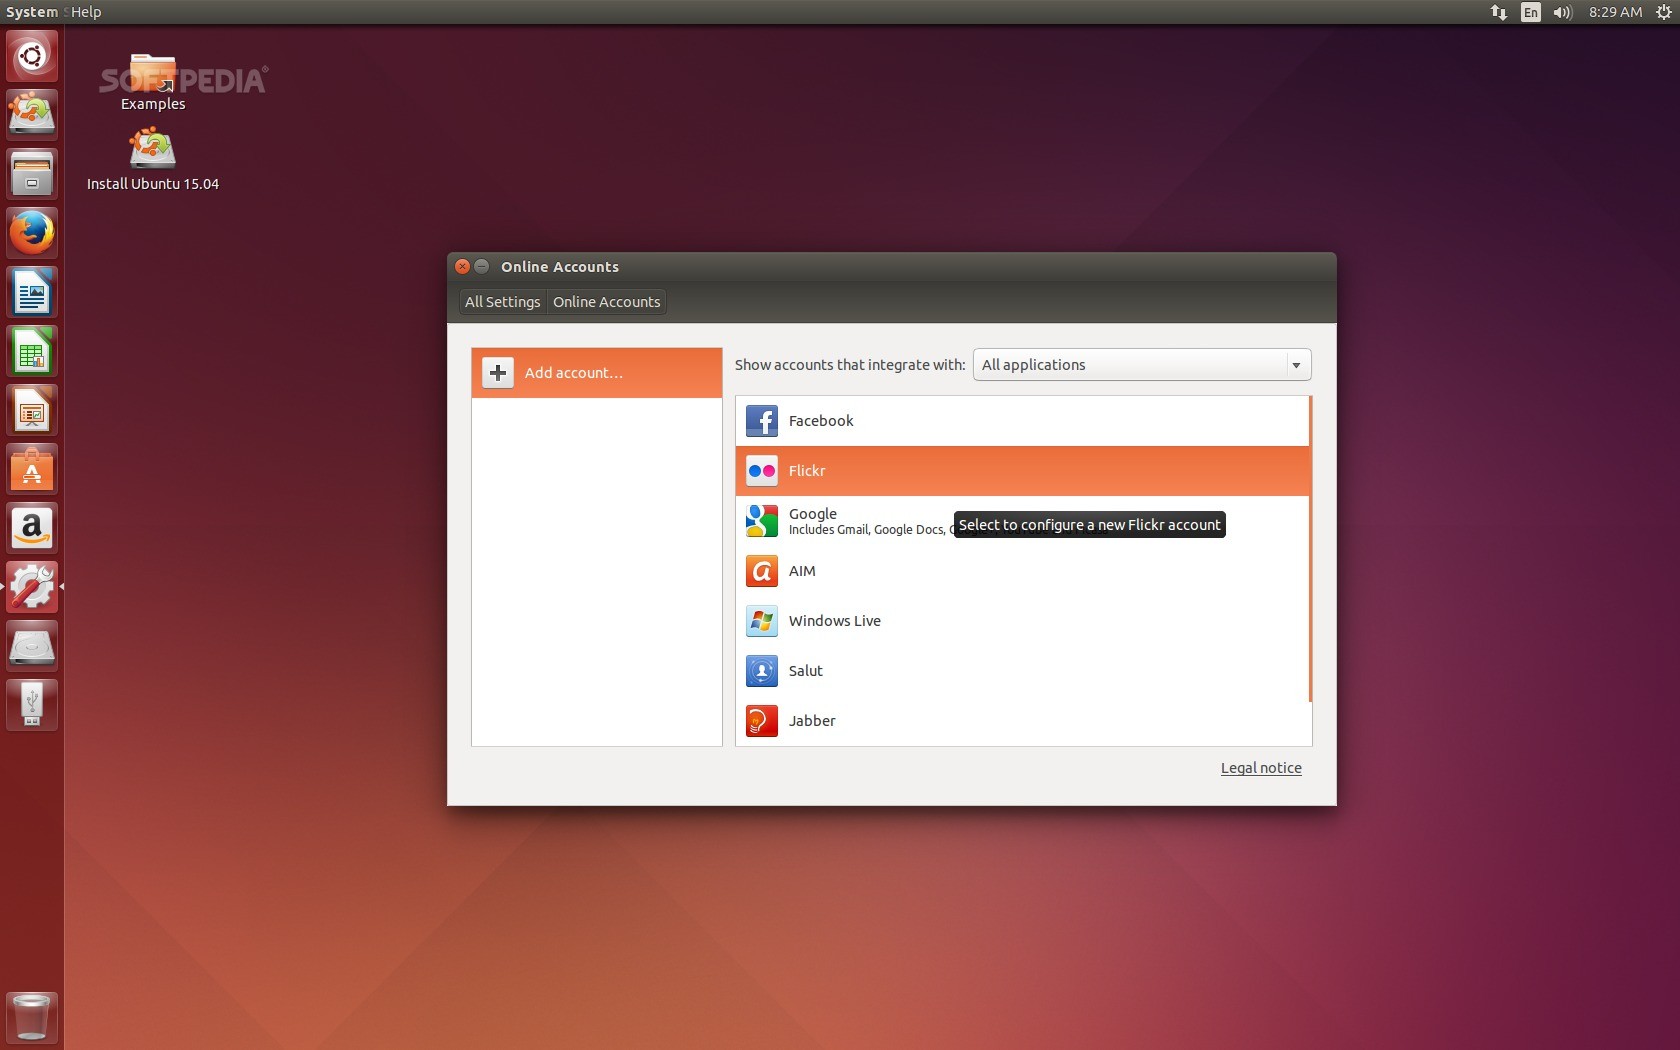 System S Help
En
8:29 AM
SOFTPEDIA®
Examples
Install Ubuntu 15.04
Online Accounts
All Settings
Online Accounts
Add account...
Show accounts that integrate with:
All applications
Facebook
Flickr
Google
Includes Gmail, Google Docs,
Select to configure a new Flickr account
AIM
Windows Live
Salut
Jabber
Legal notice